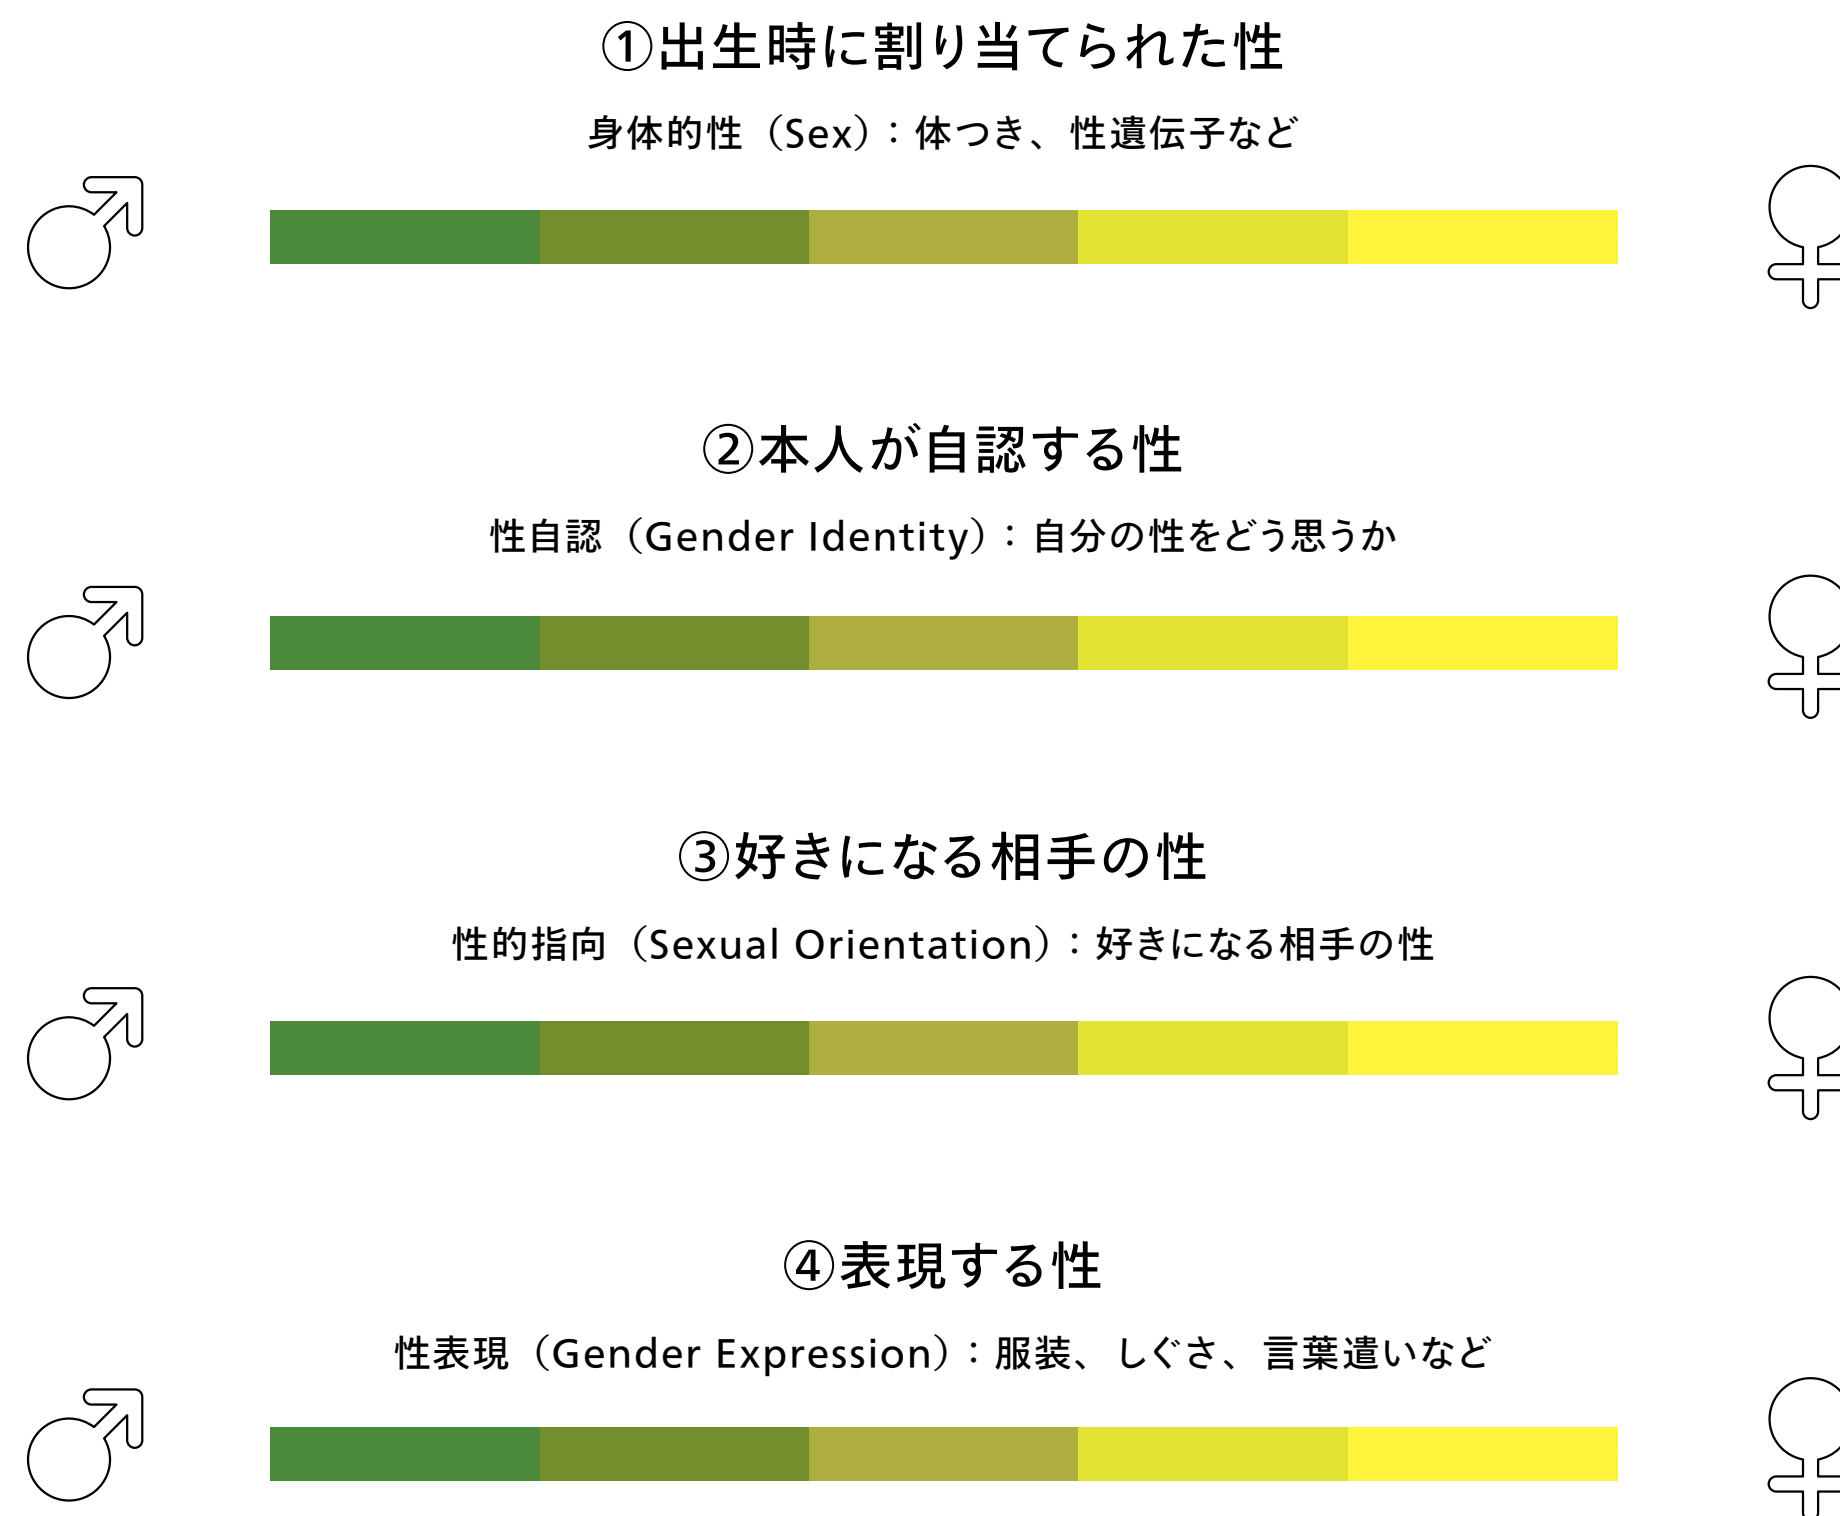 ①出生時に割り当てられた性
身体的性（Sex）：体つき、性遺伝子など
②本人が自認する性
性自認（Gender Identity）：自分の性をどう思うか
③好きになる相手の性
性的指向（Sexual Orientation）：好きになる相手の性
④表現する性
性表現（Gender Expression）：服装、しぐさ、言葉遣いなど